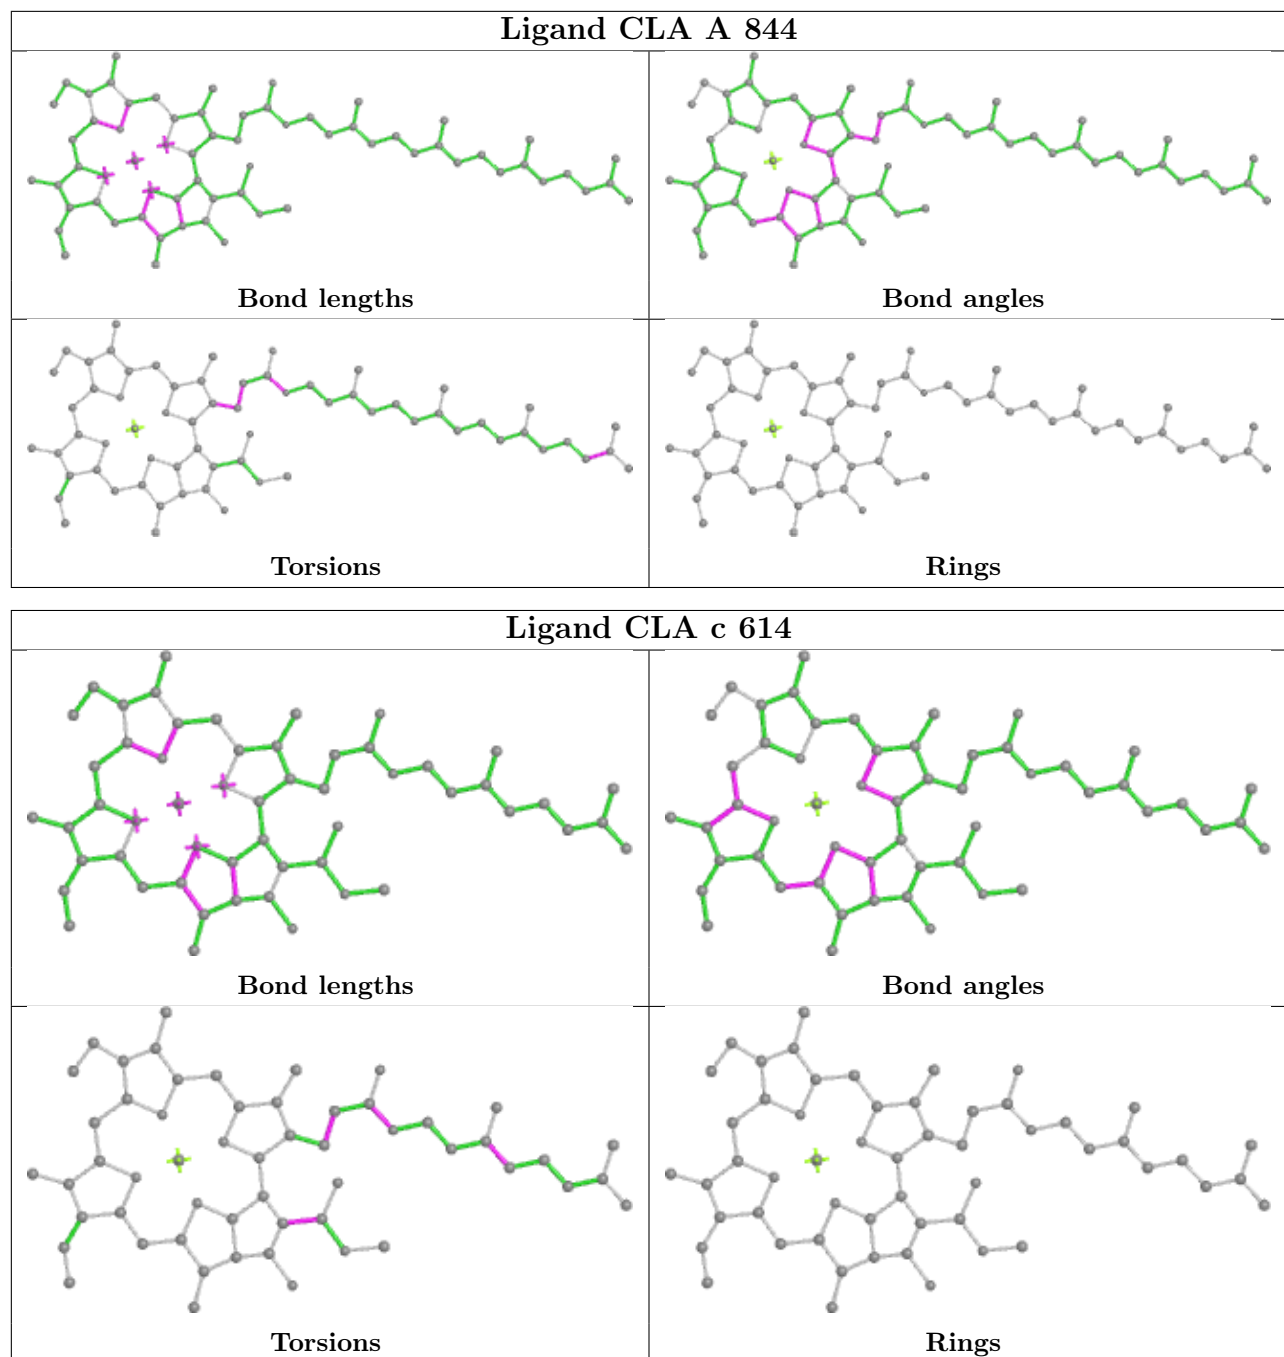 Ligand CLA A 844
Bond lengths
Bond angles
Torsions
Rings
Ligand CLA c 614
Bond lengths
Bond angles
Torsions
Rings